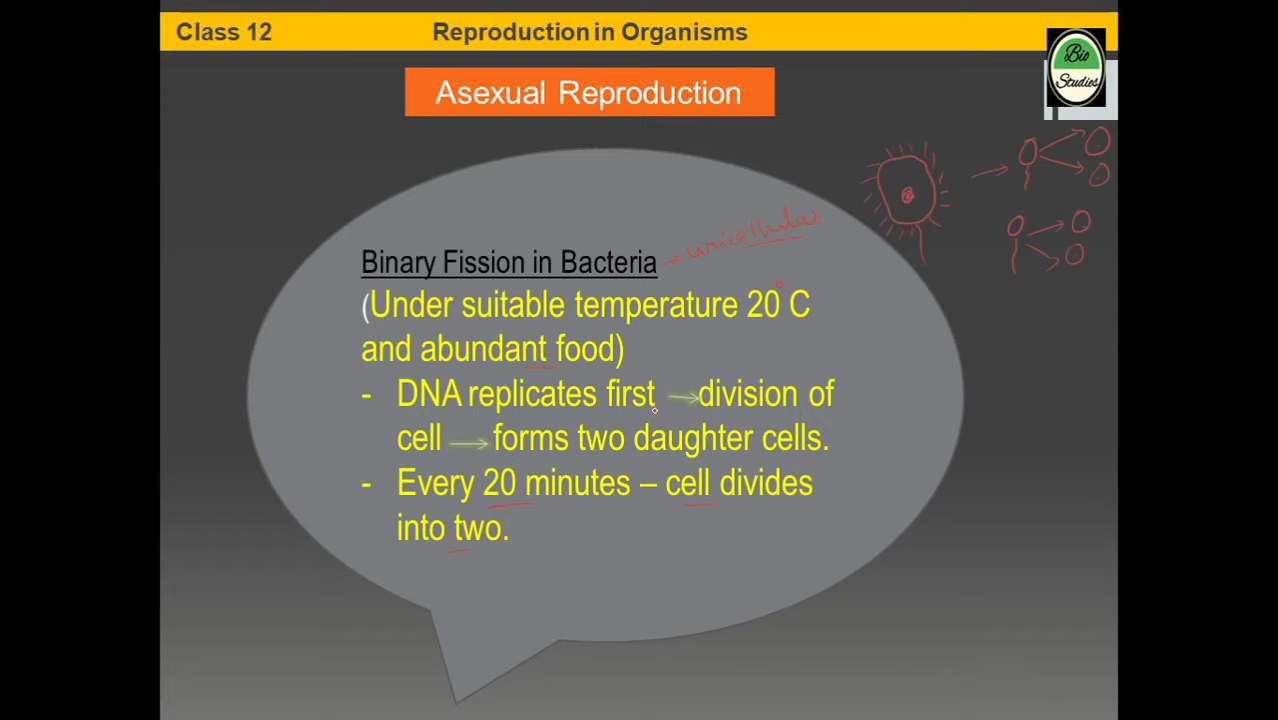 Class 12
Reproduction in Organisms
Bio
Studies
Asexual Reproduction
Binary Fission in Bacteria → unicellular
(Under suitable temperature 20° C
and abundant food)
- DNA replicates first → division of
cell → forms two daughter cells.
- Every 20 minutes – cell divides
into two.